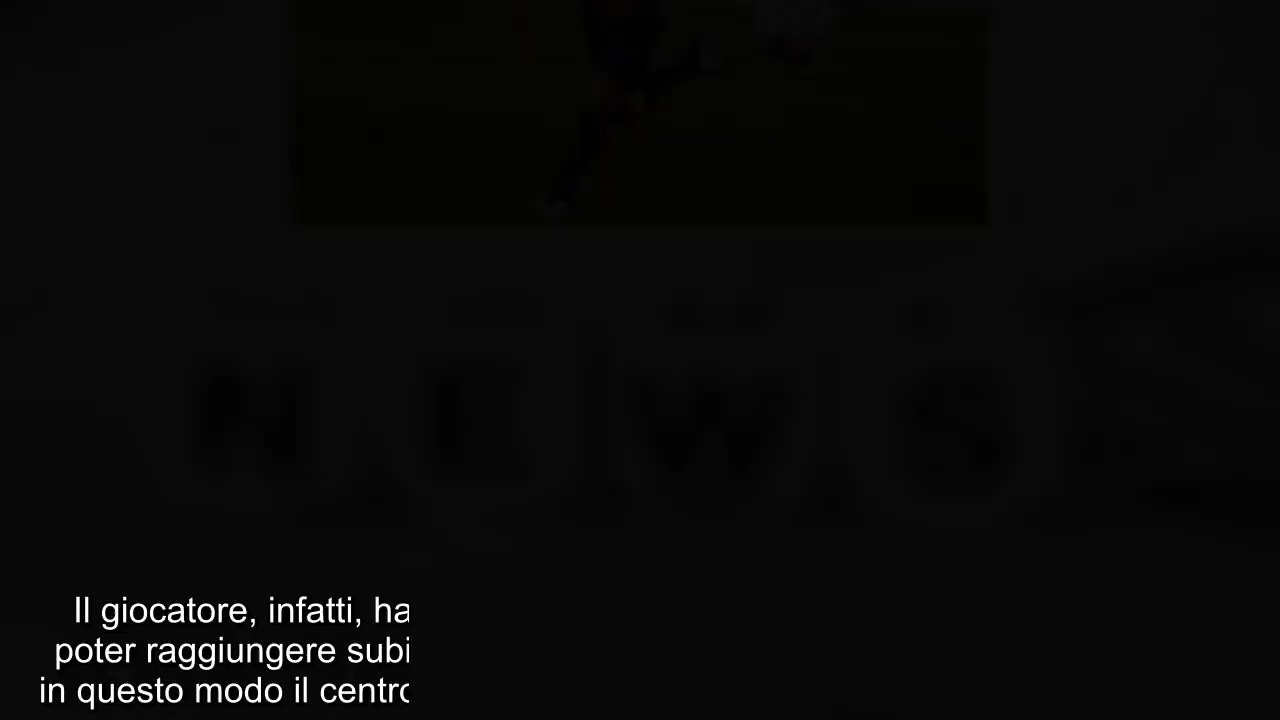 N E W S
Il giocatore, infatti, ha
poter raggiungere subi
in questo modo il centro